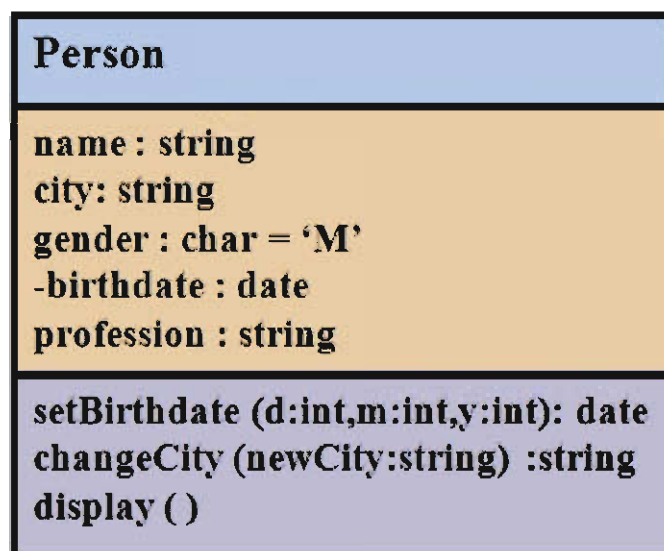 Person
name : string
city: string
gender : char = ‘M’
-birthdate : date
profession : string
setBirthdate (d:int,m:int,y:int): date
changeCity (newCity:string) :string
display ( )